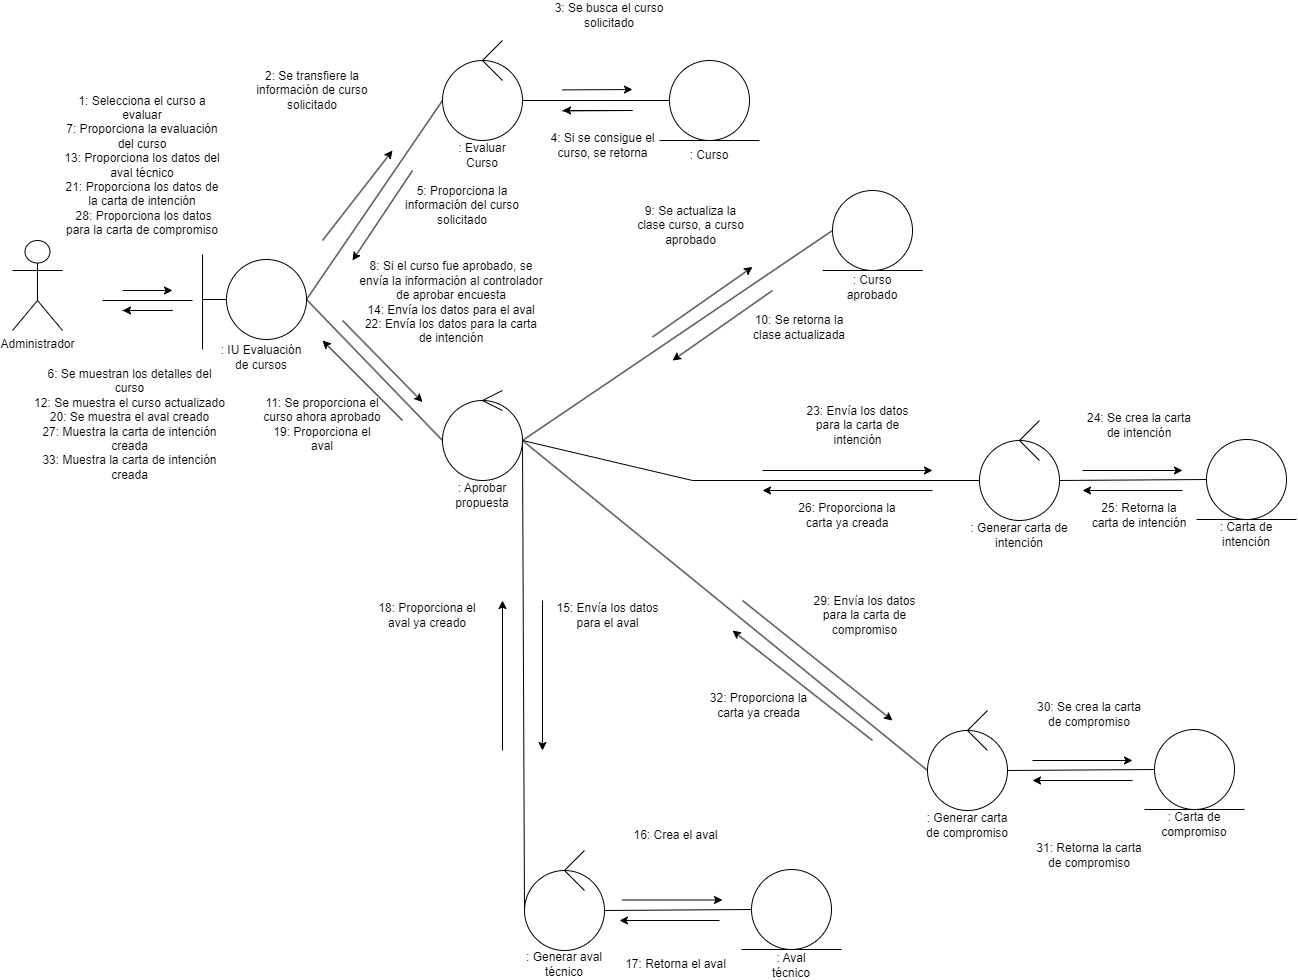 3: Se busca el curso
solicitado
2: Se transfiere la
información de curso
solicitado
1: Selecciona el curso a
evaluar
7: Proporciona la evaluación
del curso
13: Proporciona los datos del
aval técnico
21: Proporciona los datos de
la carta de intención
28: Proporciona los datos
para la carta de compromiso
4: Si se consigue el
curso, se retorna
: Evaluar
Curso
: Curso
5: Proporciona la
información del curso
solicitado
9: Se actualiza la
clase curso, a curso
aprobado
8: Si el curso fue aprobado, se
envía la información al controlador
de aprobar encuesta
14: Envía los datos para el aval
22: Envía los datos para la carta
de intención
: Curso
aprobado
10: Se retorna la
clase actualizada
Administrador
: IU Evaluación
de cursos
6: Se muestran los detalles del
curso
12: Se muestra el curso actualizado
20: Se muestra el aval creado
27: Muestra la carta de intención
creada
33: Muestra la carta de intención
creada
11: Se proporciona el
curso ahora aprobado
19: Proporciona el
aval
23: Envía los datos
para la carta de
intención
24: Se crea la carta
de intención
: Aprobar
propuesta
26: Proporciona la
carta ya creada
25: Retorna la
carta de intención
: Generar carta de
intención
: Carta de
intención
18: Proporciona el
aval ya creado
15: Envía los datos
para el aval
29: Envía los datos
para la carta de
compromiso
32: Proporciona la
carta ya creada
30: Se crea la carta
de compromiso
: Generar carta
de compromiso
: Carta de
compromiso
16: Crea el aval
31: Retorna la carta
de compromiso
: Generar aval
técnico
17: Retorna el aval
: Aval
técnico